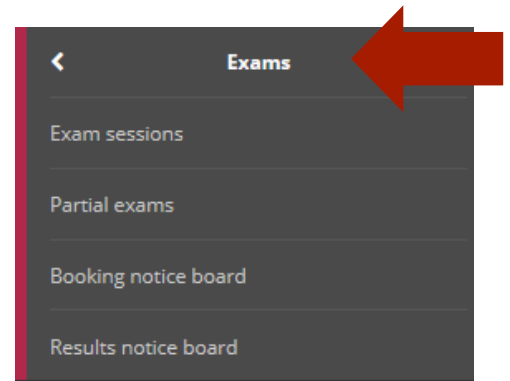 Exams
Exam sessions
Partial exams
Booking notice board
Results notice board